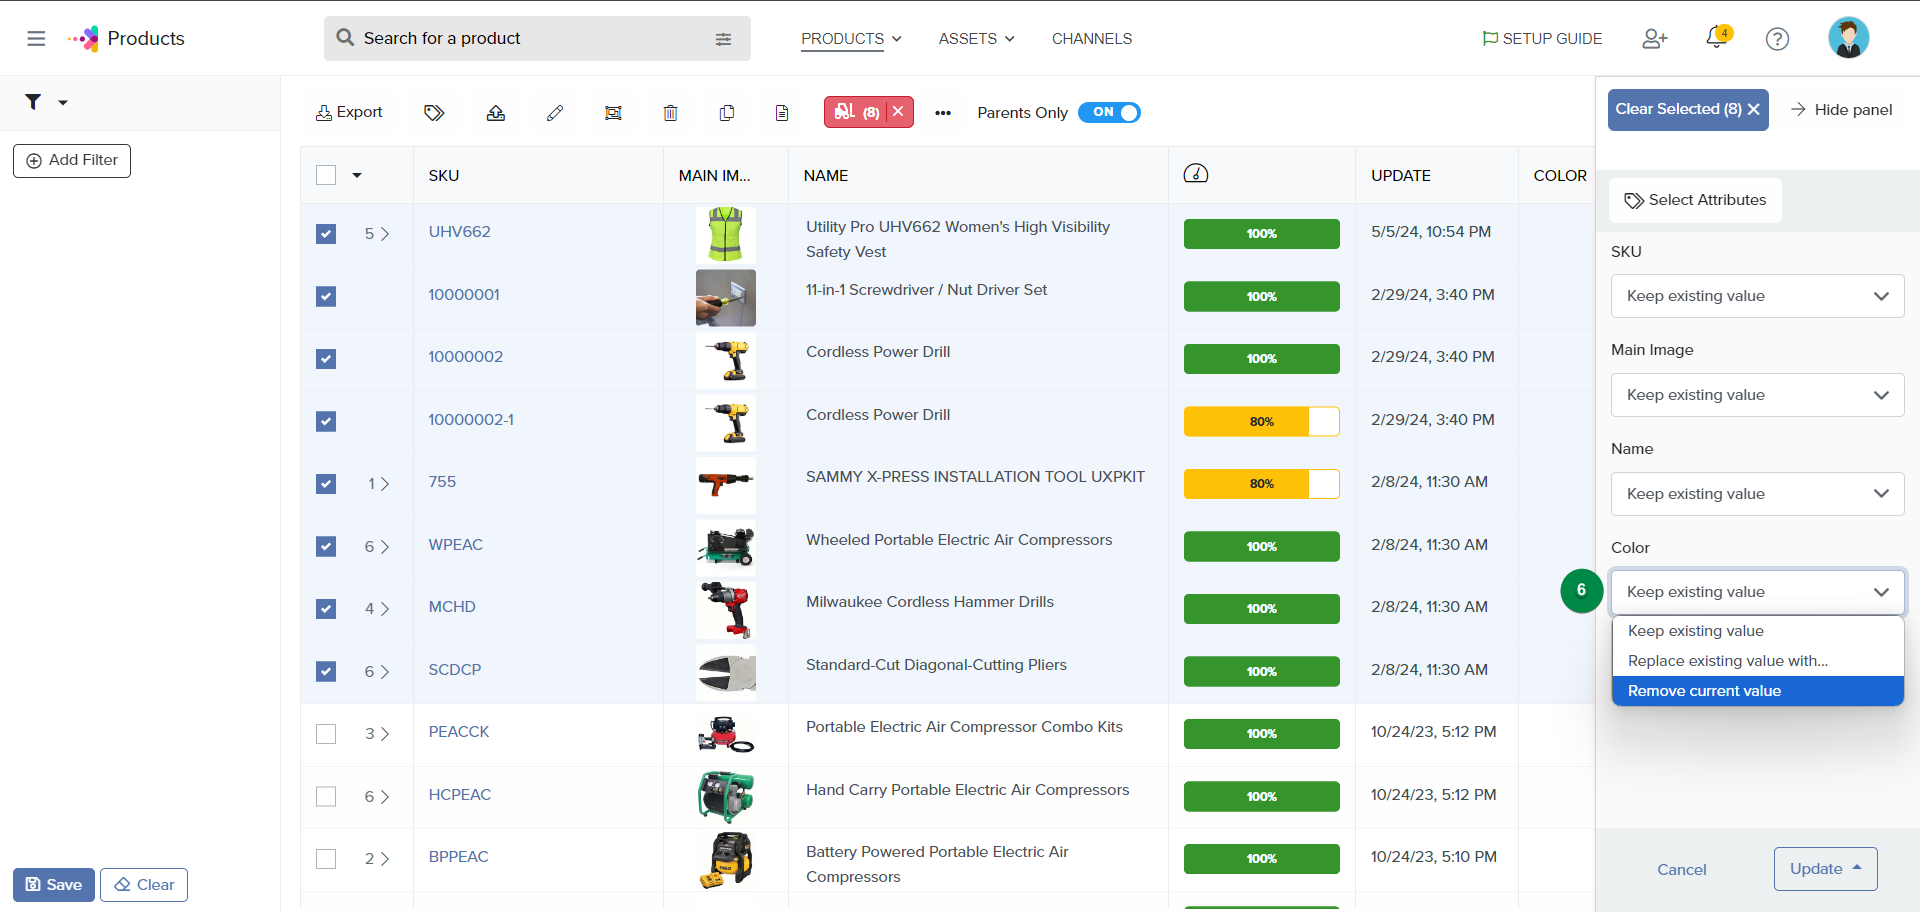 Products
Search for a product
PRODUCTS
ASSETS
CHANNELS
SETUP GUIDE
4
?
Add Filter
Export
(8)
Parents Only
ON
Clear Selected (8)
Hide panel
SKU
MAIN IM...
NAME
UPDATE
COLOR
5
UHV662
Utility Pro UHV662 Women's High Visibility
Safety Vest
100%
5/5/24, 10:54 PM
10000001
11-in-1 Screwdriver / Nut Driver Set
100%
2/29/24, 3:40 PM
10000002
Cordless Power Drill
100%
2/29/24, 3:40 PM
10000002-1
Cordless Power Drill
80%
2/29/24, 3:40 PM
1
755
SAMMY X-PRESS INSTALLATION TOOL UXPKIT
80%
2/8/24, 11:30 AM
6
WPEAC
Wheeled Portable Electric Air Compressors
100%
2/8/24, 11:30 AM
4
MCHD
Milwaukee Cordless Hammer Drills
100%
2/8/24, 11:30 AM
6
SCDCP
Standard-Cut Diagonal-Cutting Pliers
100%
2/8/24, 11:30 AM
3
PEACCK
Portable Electric Air Compressor Combo Kits
100%
10/24/23, 5:12 PM
6
HCPEAC
Hand Carry Portable Electric Air Compressors
100%
10/24/23, 5:12 PM
2
BPPEAC
Battery Powered Portable Electric Air
Compressors
100%
10/24/23, 5:10 PM
Select Attributes
SKU
Keep existing value
Main Image
Keep existing value
Name
Keep existing value
Color
6
Keep existing value
Keep existing value
Replace existing value with...
Remove current value
Cancel
Update
Save
Clear